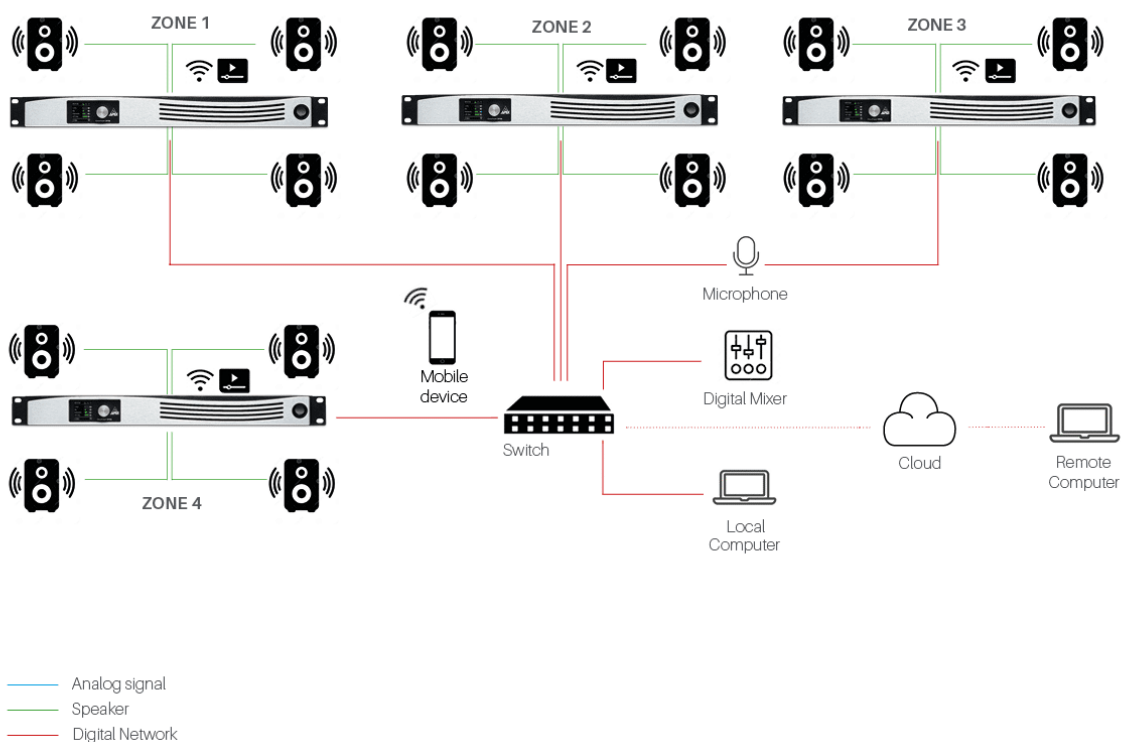 ZONE 1
ZONE 2
ZONE 3
Microphone
Mobile
device
Digital Mixer
Switch
Cloud
Remote
Computer
ZONE 4
Local
Computer
Analog signal
Speaker
Digital Network